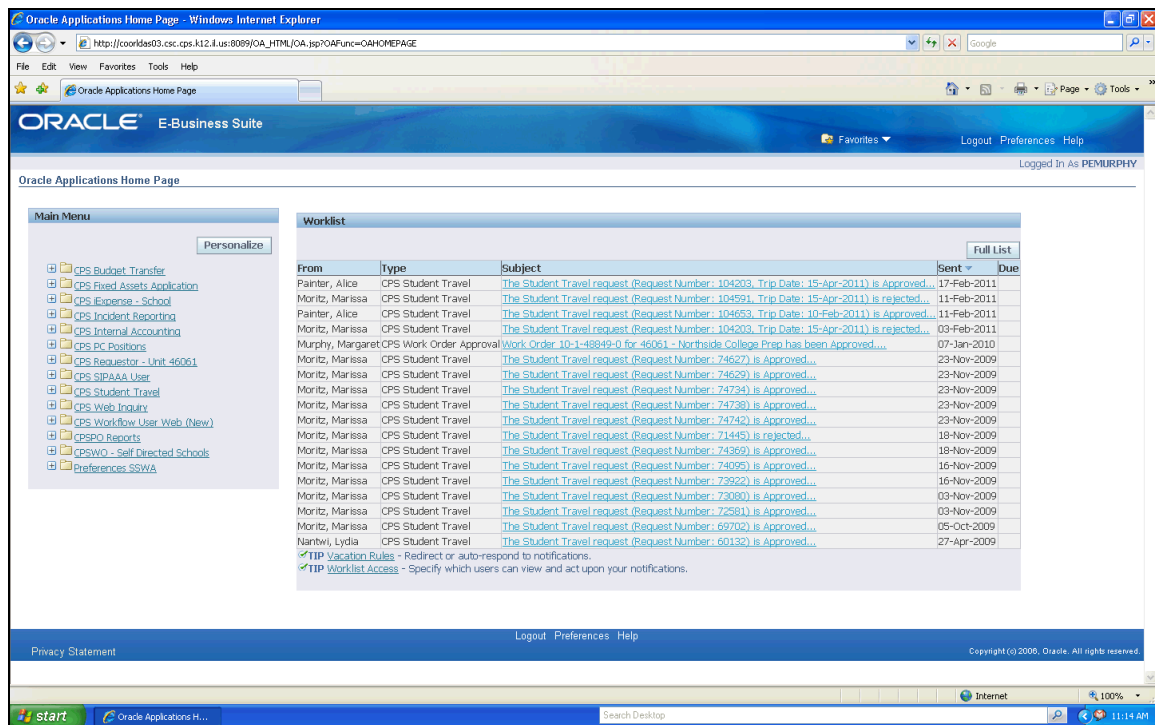 Oracle Applications Home Page - Windows Internet Explorer
http://coorldas03.csc.cps.k12.il.us:8089/OA_HTML/OA.jsp?OAFunc=OAHOMEPAGE
Google
File Edit View Favorites Tools Help
Oracle Applications Home Page
Page Tools
ORACLE E-Business Suite
Favorites Logout Preferences Help
Logged In As PEMURPHY
Oracle Applications Home Page
Main Menu
Personalize
CPS Budget Transfer
CPS Fixed Assets Application
CPS iExpense - School
CPS Incident Reporting
CPS Internal Accounting
CPS PC Positions
CPS Requestor - Unit 46061
CPS SIPAAA User
CPS Student Travel
CPS Web Inquiry
CPS Workflow User Web (New)
CPSPO Reports
CPSWO - Self Directed Schools
Preferences SSWA
Worklist
Full List
From Type Subject Sent Due
Painter, Alice CPS Student Travel The Student Travel request (Request Number: 104203, Trip Date: 15-Apr-2011) is Approved... 17-Feb-2011
Moritz, Marissa CPS Student Travel The Student Travel request (Request Number: 104591, Trip Date: 15-Apr-2011) is rejected... 11-Feb-2011
Painter, Alice CPS Student Travel The Student Travel request (Request Number: 104653, Trip Date: 10-Feb-2011) is Approved... 11-Feb-2011
Moritz, Marissa CPS Student Travel The Student Travel request (Request Number: 104203, Trip Date: 15-Apr-2011) is rejected... 03-Feb-2011
Murphy, Margaret CPS Work Order Approval Work Order 10-1-48849-0 for 46061 - Northside College Prep has been Approved.... 07-Jan-2010
Moritz, Marissa CPS Student Travel The Student Travel request (Request Number: 74627) is Approved... 23-Nov-2009
Moritz, Marissa CPS Student Travel The Student Travel request (Request Number: 74629) is Approved... 23-Nov-2009
Moritz, Marissa CPS Student Travel The Student Travel request (Request Number: 74734) is Approved... 23-Nov-2009
Moritz, Marissa CPS Student Travel The Student Travel request (Request Number: 74738) is Approved... 23-Nov-2009
Moritz, Marissa CPS Student Travel The Student Travel request (Request Number: 74742) is Approved... 23-Nov-2009
Moritz, Marissa CPS Student Travel The Student Travel request (Request Number: 71445) is rejected... 18-Nov-2009
Moritz, Marissa CPS Student Travel The Student Travel request (Request Number: 74369) is Approved... 18-Nov-2009
Moritz, Marissa CPS Student Travel The Student Travel request (Request Number: 74095) is Approved... 16-Nov-2009
Moritz, Marissa CPS Student Travel The Student Travel request (Request Number: 73922) is Approved... 16-Nov-2009
Moritz, Marissa CPS Student Travel The Student Travel request (Request Number: 73080) is Approved... 03-Nov-2009
Moritz, Marissa CPS Student Travel The Student Travel request (Request Number: 72581) is Approved... 03-Nov-2009
Moritz, Marissa CPS Student Travel The Student Travel request (Request Number: 69702) is Approved... 05-Oct-2009
Nantwi, Lydia CPS Student Travel The Student Travel request (Request Number: 60132) is Approved... 27-Apr-2009
TIP Vacation Rules - Redirect or auto-respond to notifications.
TIP Worklist Access - Specify which users can view and act upon your notifications.
Logout Preferences Help
Privacy Statement
Copyright (c) 2006, Oracle. All rights reserved.
Internet 100%
start Oracle Applications H... Search Desktop 11:14 AM